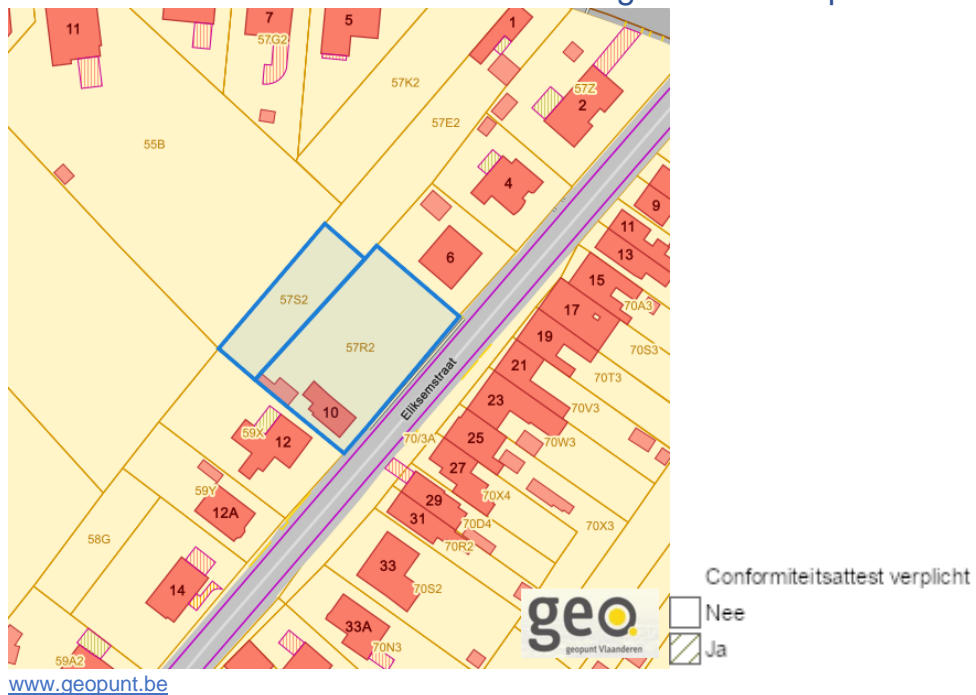 11
7
5
1
57G2
57K2
57Z
2
57E2
55B
4
9
11
13
6
15
57S2
70A3
17
19
57R2
70S3
21
70T3
Eliksemstraat
23
70V3
10
59X
12
70/3A
25
70W3
27
59Y
70X4
12A
29
70D4
70X3
31
58G
70R2
33
14
70S2
33A
70N3
59A2
geo
geopunt Vlaanderen
Conformiteitsattest verplicht
Nee
Ja
www.geopunt.be